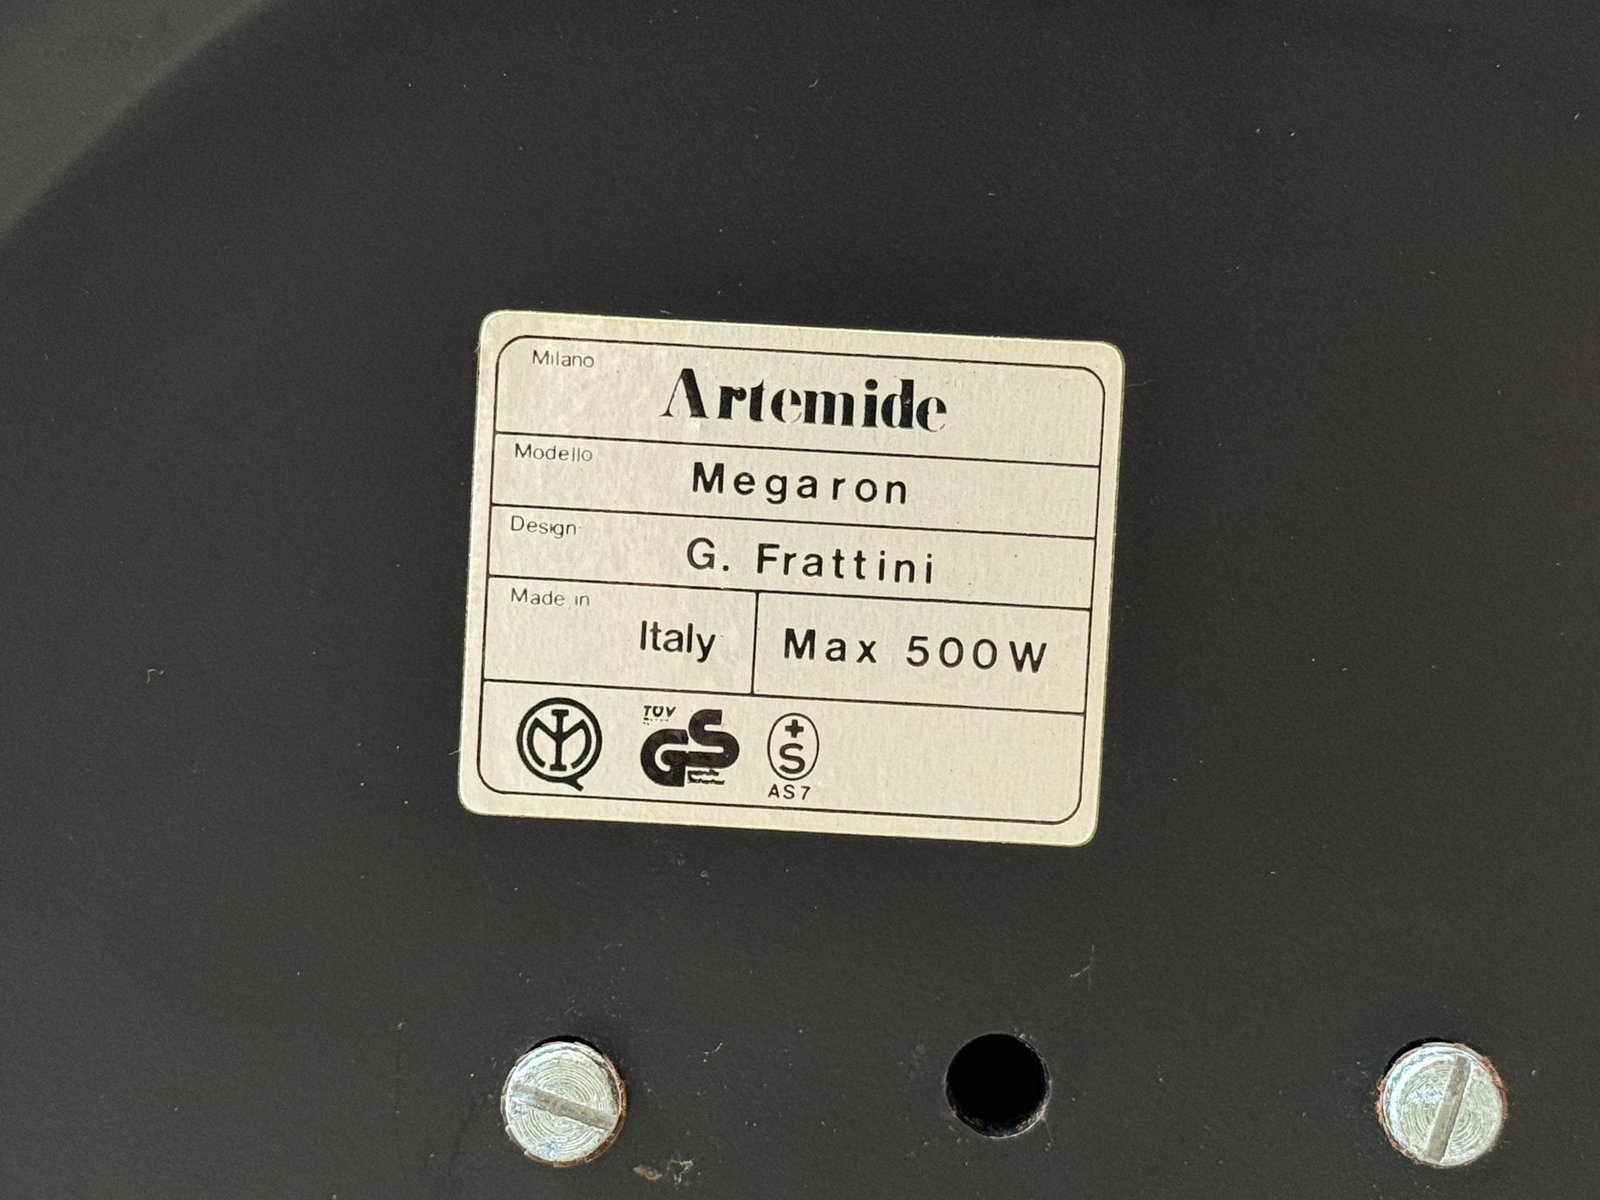 Milano
Artemide
Modello
Megaron
Design
G. Frattini
Made in
Italy
Max 500W
TÜV
GS
+
S
AS7